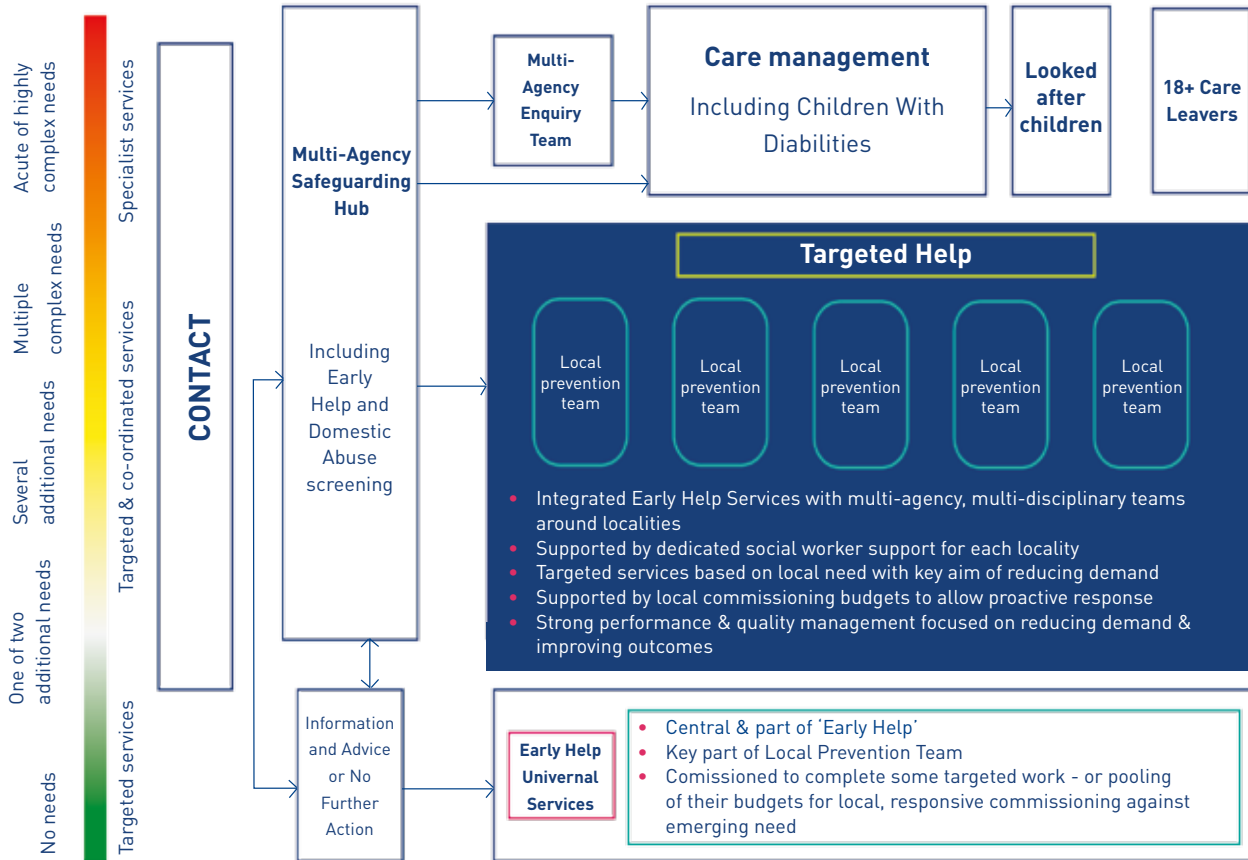 Acute of highly
complex needs
Multiple
complex needs
Several
additional needs
One of two
additional needs
No needs
Specialist services
Targeted & co-ordinated services
Targeted services
CONTACT
Multi-Agency
Safeguarding
Hub
Including
Early
Help and
Domestic
Abuse
screening
Multi-
Agency
Enquiry
Team
Care management
Including Children With
Disabilities
Looked
after
children
18+ Care
Leavers
Targeted Help
Local
prevention
team
Local
prevention
team
Local
prevention
team
Local
prevention
team
Local
prevention
team
• Integrated Early Help Services with multi-agency, multi-disciplinary teams
around localities
• Supported by dedicated social worker support for each locality
• Targeted services based on local need with key aim of reducing demand
• Supported by local commissioning budgets to allow proactive response
• Strong performance & quality management focused on reducing demand &
improving outcomes
Information
and Advice
or No
Further
Action
Early Help
Univernal
Services
• Central & part of ‘Early Help’
• Key part of Local Prevention Team
• Comissioned to complete some targeted work - or pooling
of their budgets for local, responsive commissioning against
emerging need